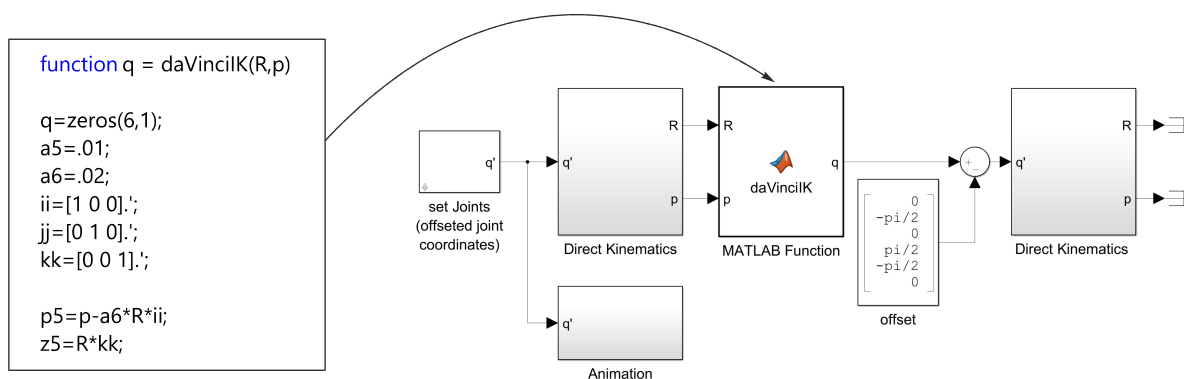 function q = daVinciIK(R,p)
q=zeros(6,1);
a5=.01;
a6=.02;
ii=[1 0 0].';
jj=[0 1 0].';
kk=[0 0 1].';
p5=p-a6*R*ii;
z5=R*kk;
q'
set Joints
(offseted joint
coordinates)
q'
R
p
Direct Kinematics
R
p
daVinciIK
q
MATLAB Function
+
-
0
-pi/2
0
pi/2
-pi/2
0
offset
q'
R
p
Direct Kinematics
q'
Animation